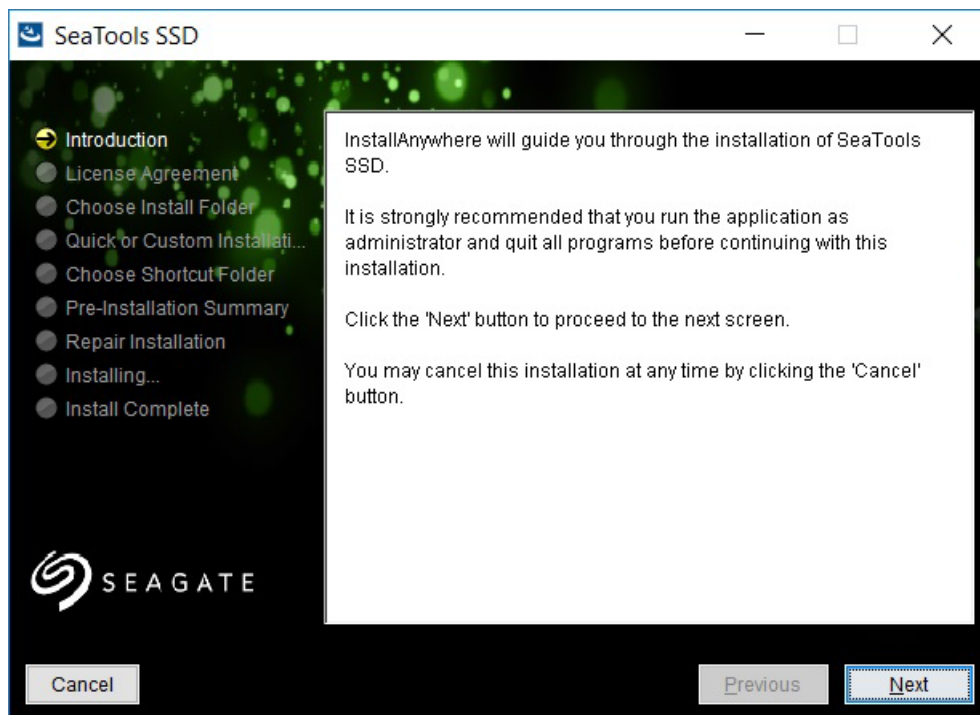 SeaTools SSD
Introduction
License Agreement
Choose Install Folder
Quick or Custom Installati...
Choose Shortcut Folder
Pre-Installation Summary
Repair Installation
Installing...
Install Complete
InstallAnywhere will guide you through the installation of SeaTools
SSD.
It is strongly recommended that you run the application as
administrator and quit all programs before continuing with this
installation.
Click the 'Next' button to proceed to the next screen.
You may cancel this installation at any time by clicking the 'Cancel'
button.
SEAGATE
Cancel
Previous
Next